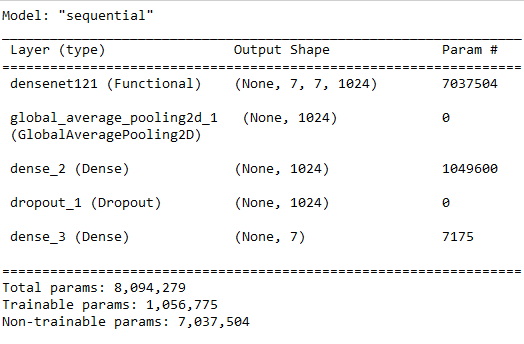 Model: "sequential"
_________________________________________________________________
Layer (type) Output Shape Param #
=================================================================
densenet121 (Functional) (None, 7, 7, 1024) 7037504
global_average_pooling2d_1 (None, 1024) 0
(GlobalAveragePooling2D)
dense_2 (Dense) (None, 1024) 1049600
dropout_1 (Dropout) (None, 1024) 0
dense_3 (Dense) (None, 7) 7175
=================================================================
Total params: 8,094,279
Trainable params: 1,056,775
Non-trainable params: 7,037,504